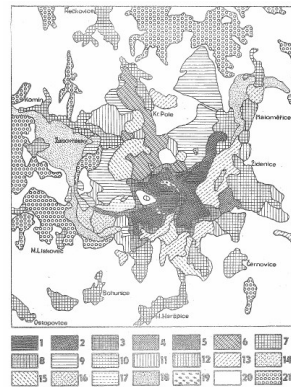 Řečkovice
Komín
Kr. Pole
Maloměřice
Žabovřesky
Židenice
M. Lískovec
Černovice
Bohunice
H. Heršpice
Ostopovice
1 2 3 4 5 6 7
8 9 10 11 12 13 14
15 16 17 18 19 20 21